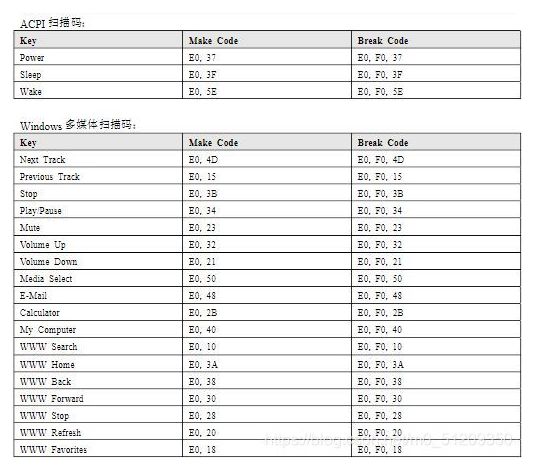 ACPI 扫描码:
Key Make Code Break Code
Power E0, 37 E0, F0, 37
Sleep E0, 3F E0, F0, 3F
Wake E0, 5E E0, F0, 5E
Windows 多媒体扫描码:
Key Make Code Break Code
Next Track E0, 4D E0, F0, 4D
Previous Track E0, 15 E0, F0, 15
Stop E0, 3B E0, F0, 3B
Play/Pause E0, 34 E0, F0, 34
Mute E0, 23 E0, F0, 23
Volume Up E0, 32 E0, F0, 32
Volume Down E0, 21 E0, F0, 21
Media Select E0, 50 E0, F0, 50
E-Mail E0, 48 E0, F0, 48
Calculator E0, 2B E0, F0, 2B
My Computer E0, 40 E0, F0, 40
WWW Search E0, 10 E0, F0, 10
WWW Home E0, 3A E0, F0, 3A
WWW Back E0, 38 E0, F0, 38
WWW Forward E0, 30 E0, F0, 30
WWW Stop E0, 28 E0, F0, 28
WWW Refresh E0, 20 E0, F0, 20
WWW Favorites E0, 18 E0, F0, 18